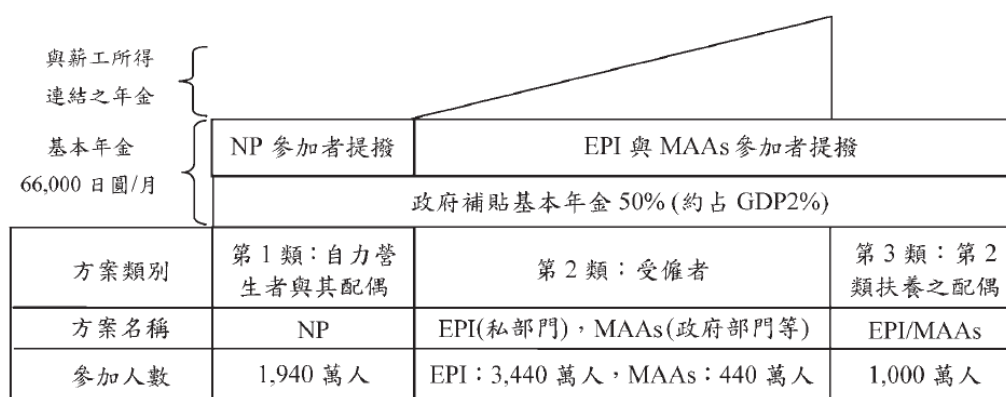 與薪工所得
連結之年金
基本年金
66,000 日圓/月
NP 參加者提撥
EPI 與 MAAs 參加者提撥
政府補貼基本年金 50% (約占 GDP2%)
方案類別
第 1 類：自力營
生者與其配偶
第 2 類：受僱者
第 3 類：第 2
類扶養之配偶
方案名稱
NP
EPI(私部門)，MAAs(政府部門等)
EPI/MAAs
參加人數
1,940 萬人
EPI：3,440 萬人，MAAs：440 萬人
1,000 萬人